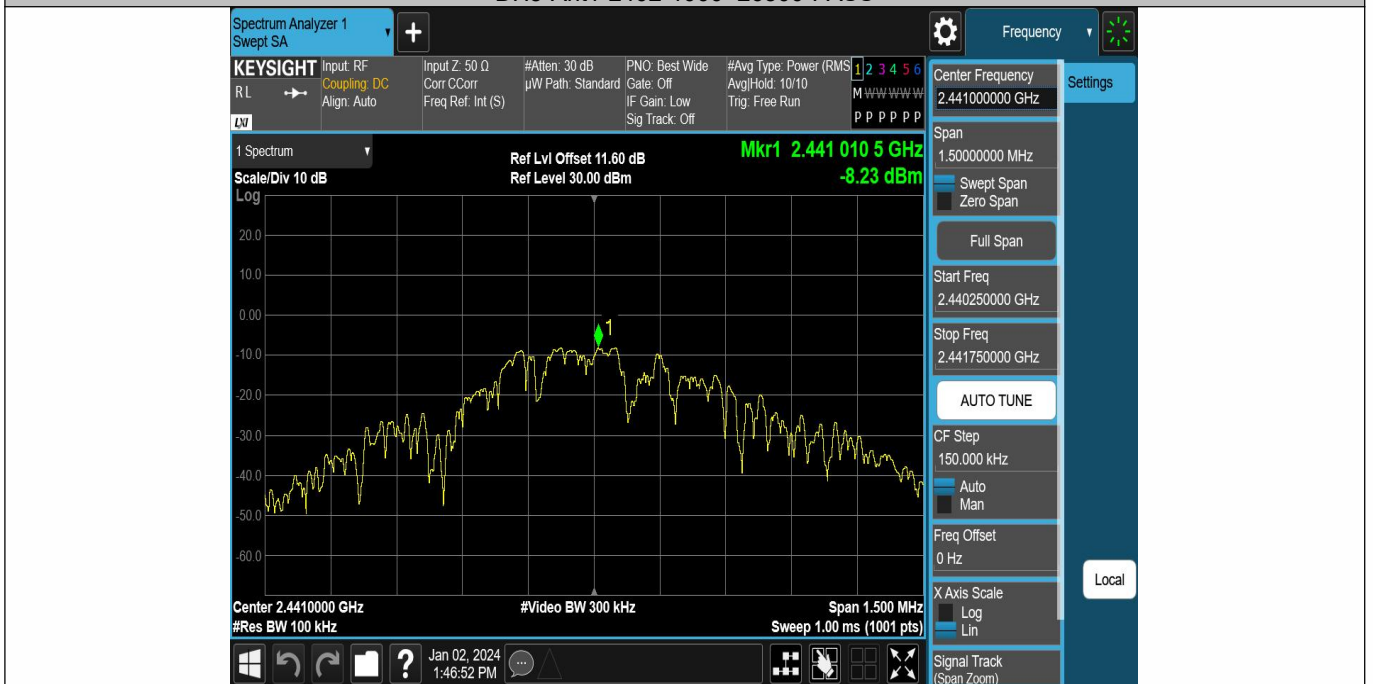 Spectrum Analyzer 1
Swept SA
Frequency
KEYSIGHT
RL
LXI
Input: RF
Coupling: DC
Align: Auto
Input Z: 50 Ω
Corr CCorr
Freq Ref: Int (S)
#Atten: 30 dB
µW Path: Standard
PNO: Best Wide
Gate: Off
IF Gain: Low
Sig Track: Off
#Avg Type: Power (RMS
Avg|Hold: 10/10
Trig: Free Run
1 2 3 4 5 6
M W W W W W
P P P P P P
1 Spectrum
Scale/Div 10 dB
Log
Ref Lvl Offset 11.60 dB
Ref Level 30.00 dBm
Mkr1 2.441 010 5 GHz
-8.23 dBm
20.0
10.0
0.00
-10.0
-20.0
-30.0
-40.0
-50.0
-60.0
1
Center 2.4410000 GHz
#Res BW 100 kHz
#Video BW 300 kHz
Span 1.500 MHz
Sweep 1.00 ms (1001 pts)
Jan 02, 2024
1:46:52 PM
Center Frequency
2.441000000 GHz
Span
1.50000000 MHz
Swept Span
Zero Span
Full Span
Start Freq
2.440250000 GHz
Stop Freq
2.441750000 GHz
AUTO TUNE
CF Step
150.000 kHz
Auto
Man
Freq Offset
0 Hz
X Axis Scale
Log
Lin
Signal Track
(Span Zoom)
Settings
Local